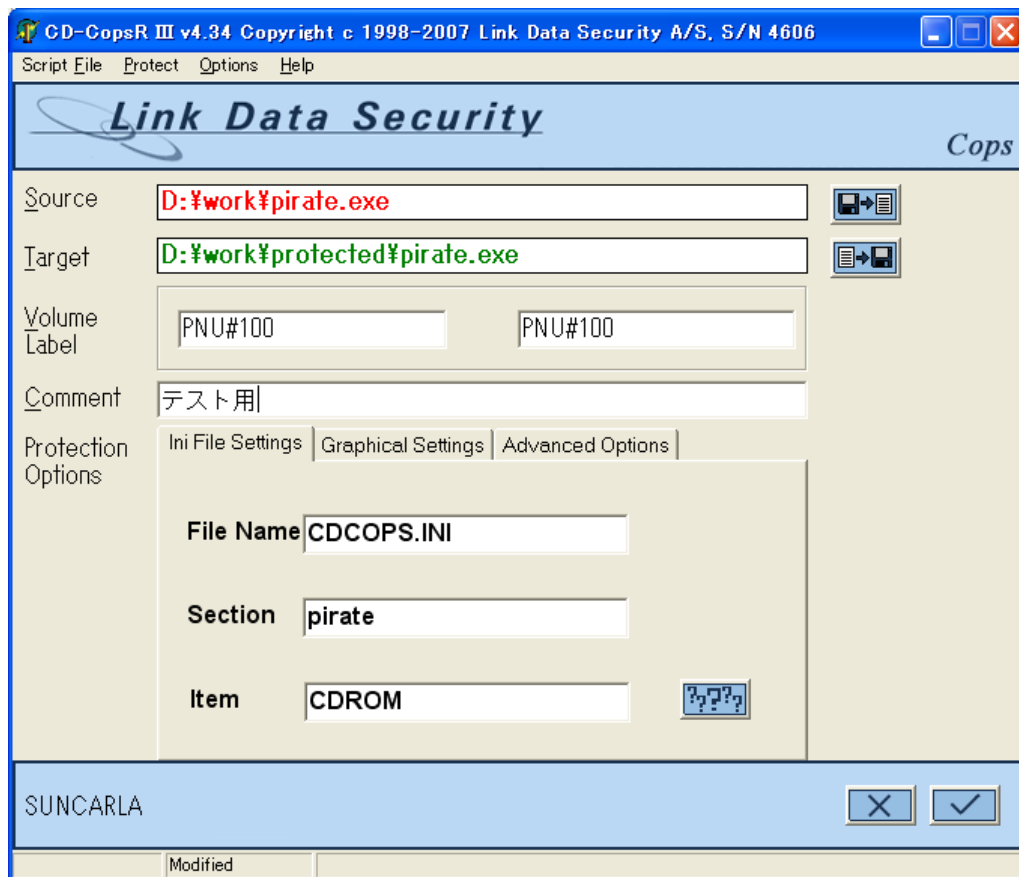 CD-CopsR III v4.34 Copyright c 1998-2007 Link Data Security A/S, S/N 4606
Script File Protect Options Help
Link Data Security
Cops
Source D:¥work¥pirate.exe
Target D:¥work¥protected¥pirate.exe
Volume Label PNU#100 PNU#100
Comment テスト用
Protection Options
Ini File Settings Graphical Settings Advanced Options
File Name CDCOPS.INI
Section pirate
Item CDROM ?????
SUNCARLA
Modified